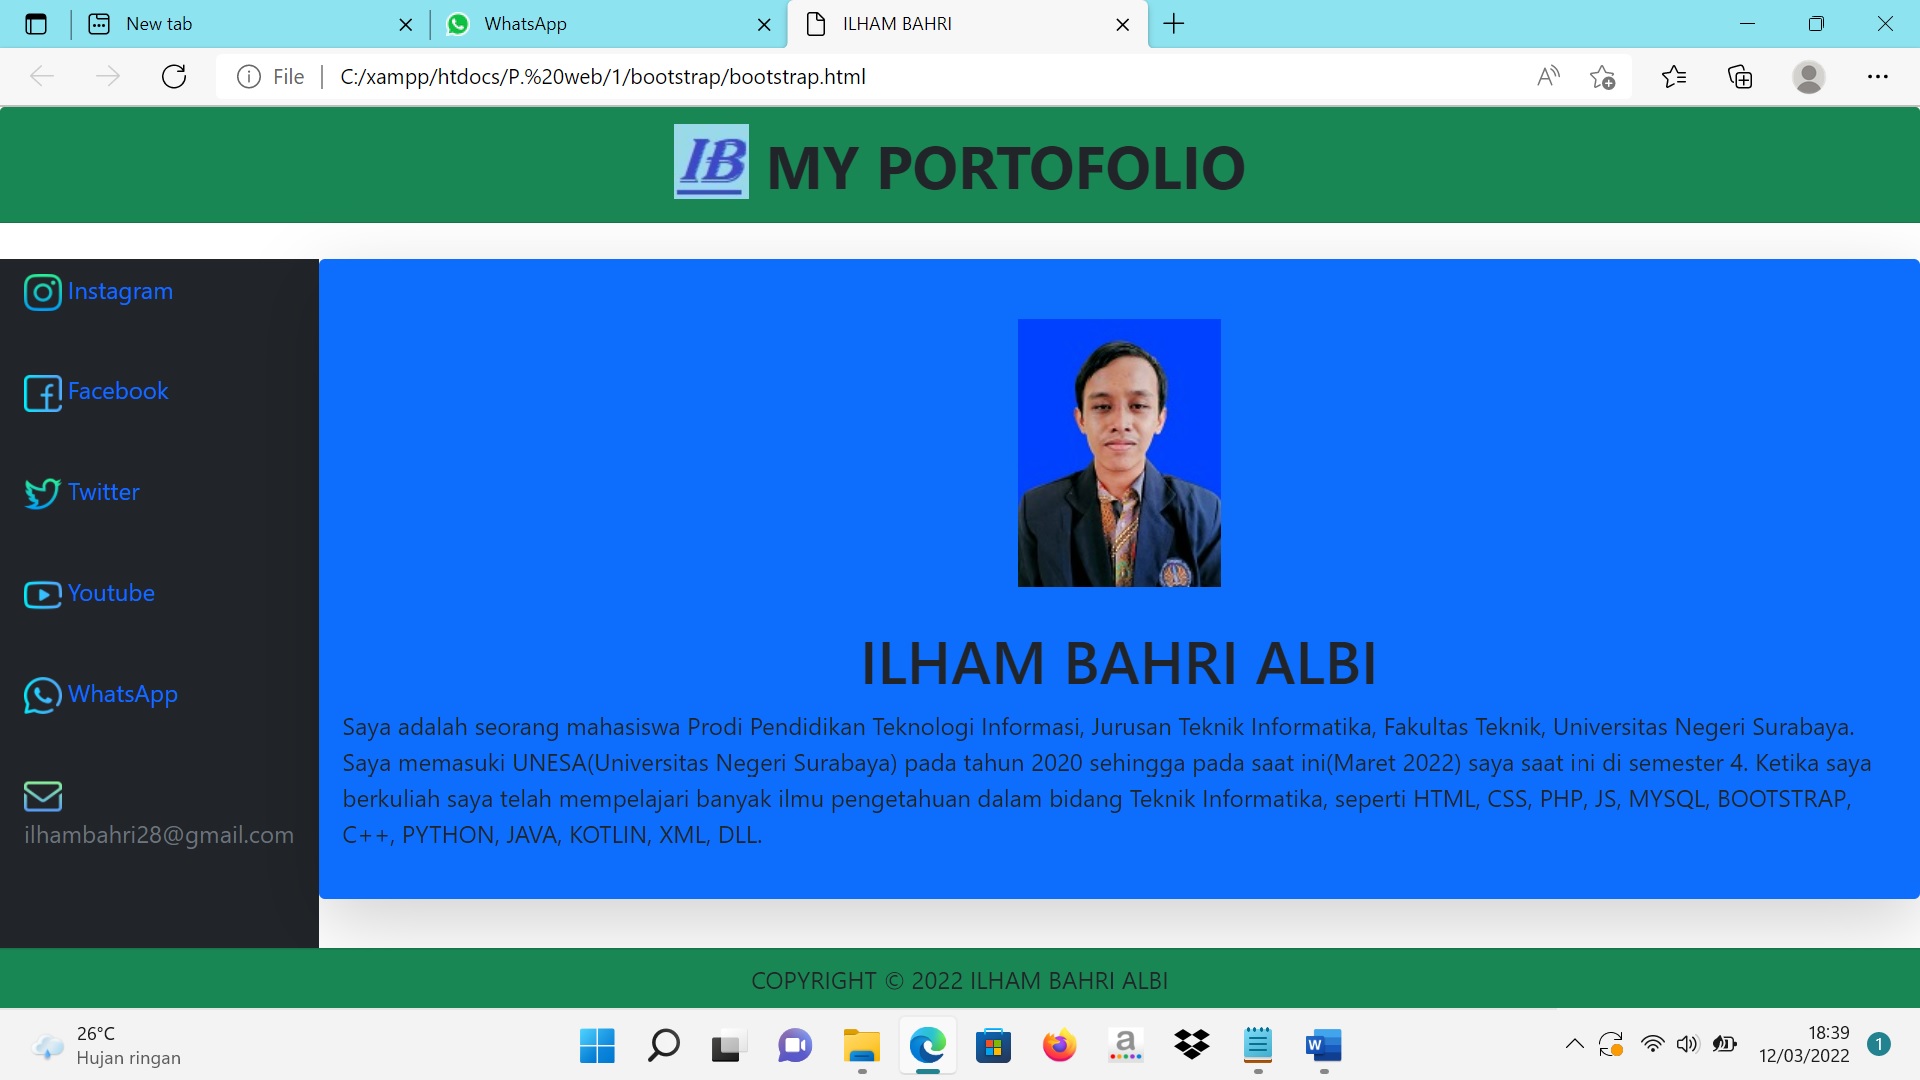 New tab
WhatsApp
ILHAM BAHRI
File
C:/xampp/htdocs/P.%20web/1/bootstrap/bootstrap.html
IB MY PORTOFOLIO
Instagram
Facebook
Twitter
Youtube
WhatsApp
ilhambahri28@gmail.com
ILHAM BAHRI ALBI
Saya adalah seorang mahasiswa Prodi Pendidikan Teknologi Informasi, Jurusan Teknik Informatika, Fakultas Teknik, Universitas Negeri Surabaya.
Saya memasuki UNESA(Universitas Negeri Surabaya) pada tahun 2020 sehingga pada saat ini(Maret 2022) saya saat ini di semester 4. Ketika saya
berkuliah saya telah mempelajari banyak ilmu pengetahuan dalam bidang Teknik Informatika, seperti HTML, CSS, PHP, JS, MYSQL, BOOTSTRAP,
C++, PYTHON, JAVA, KOTLIN, XML, DLL.
COPYRIGHT © 2022 ILHAM BAHRI ALBI
26°C
Hujan ringan
18:39
12/03/2022
1